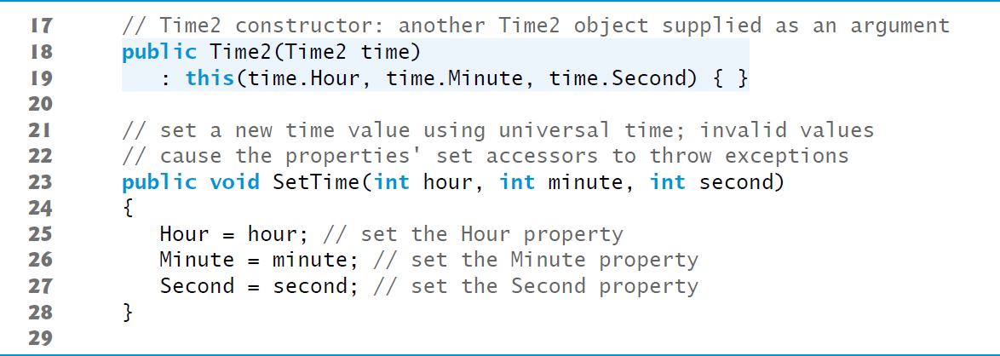 17 // Time2 constructor: another Time2 object supplied as an argument
18 public Time2(Time2 time)
19 : this(time.Hour, time.Minute, time.Second) { }
20
21 // set a new time value using universal time; invalid values
22 // cause the properties' set accessors to throw exceptions
23 public void SetTime(int hour, int minute, int second)
24 {
25 Hour = hour; // set the Hour property
26 Minute = minute; // set the Minute property
27 Second = second; // set the Second property
28 }
29